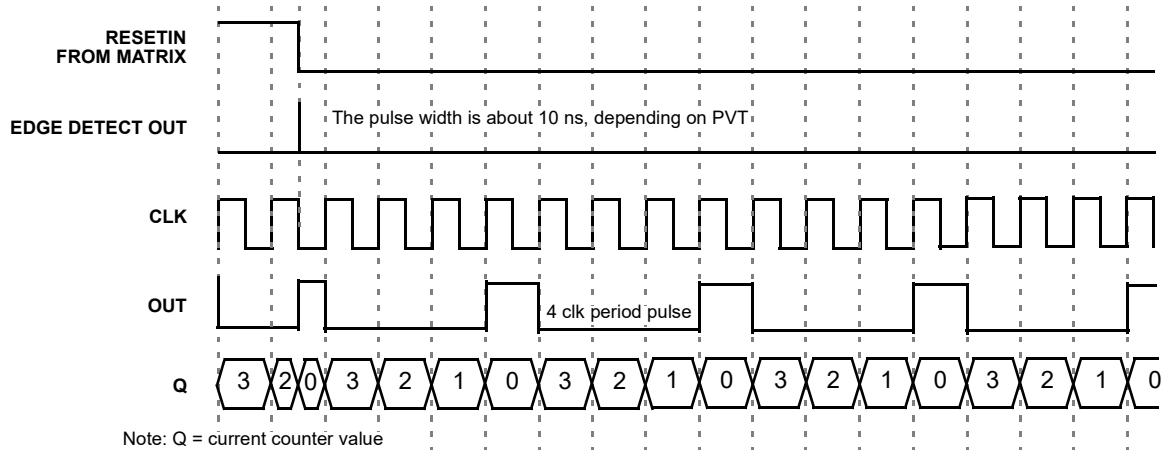 RESETIN
FROM MATRIX
EDGE DETECT OUT
The pulse width is about 10 ns, depending on PVT
CLK
OUT
4 clk period pulse
Q
3 2 0 3 2 1 0 3 2 1 0 3 2 1 0 3 2 1 0
Note: Q = current counter value